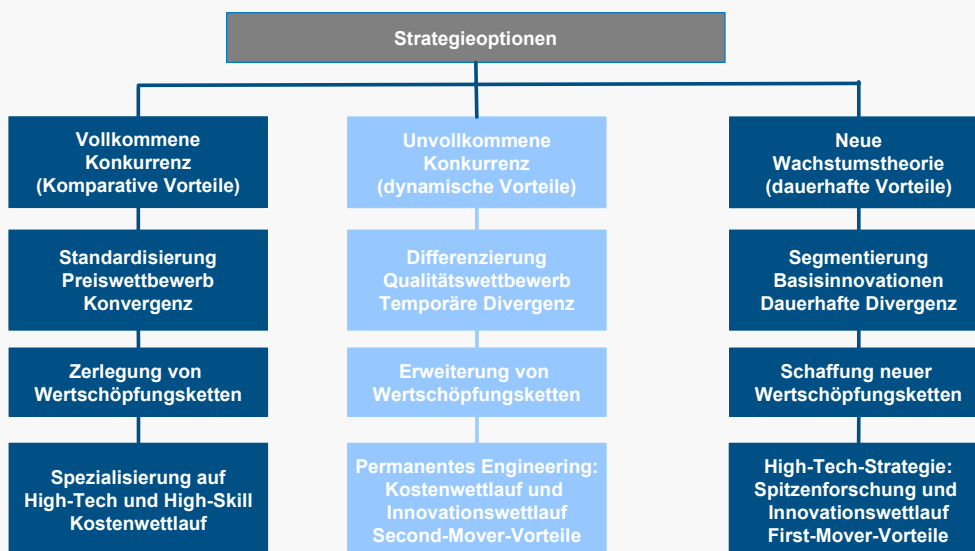 Strategieoptionen
Vollkommene
Konkurrenz
(Komparative Vorteile)
Standardisierung
Preiswettbewerb
Konvergenz
Zerlegung von
Wertschöpfungsketten
Spezialisierung auf
High-Tech und High-Skill
Kostenwettlauf
Unvollkommene
Konkurrenz
(dynamische Vorteile)
Differenzierung
Qualitätswettbewerb
Temporäre Divergenz
Erweiterung von
Wertschöpfungsketten
Permanentes Engineering:
Kostenwettlauf und
Innovationswettlauf
Second-Mover-Vorteile
Neue
Wachstumstheorie
(dauerhafte Vorteile)
Segmentierung
Basisinnovationen
Dauerhafte Divergenz
Schaffung neuer
Wertschöpfungsketten
High-Tech-Strategie:
Spitzenforschung und
Innovationswettlauf
First-Mover-Vorteile